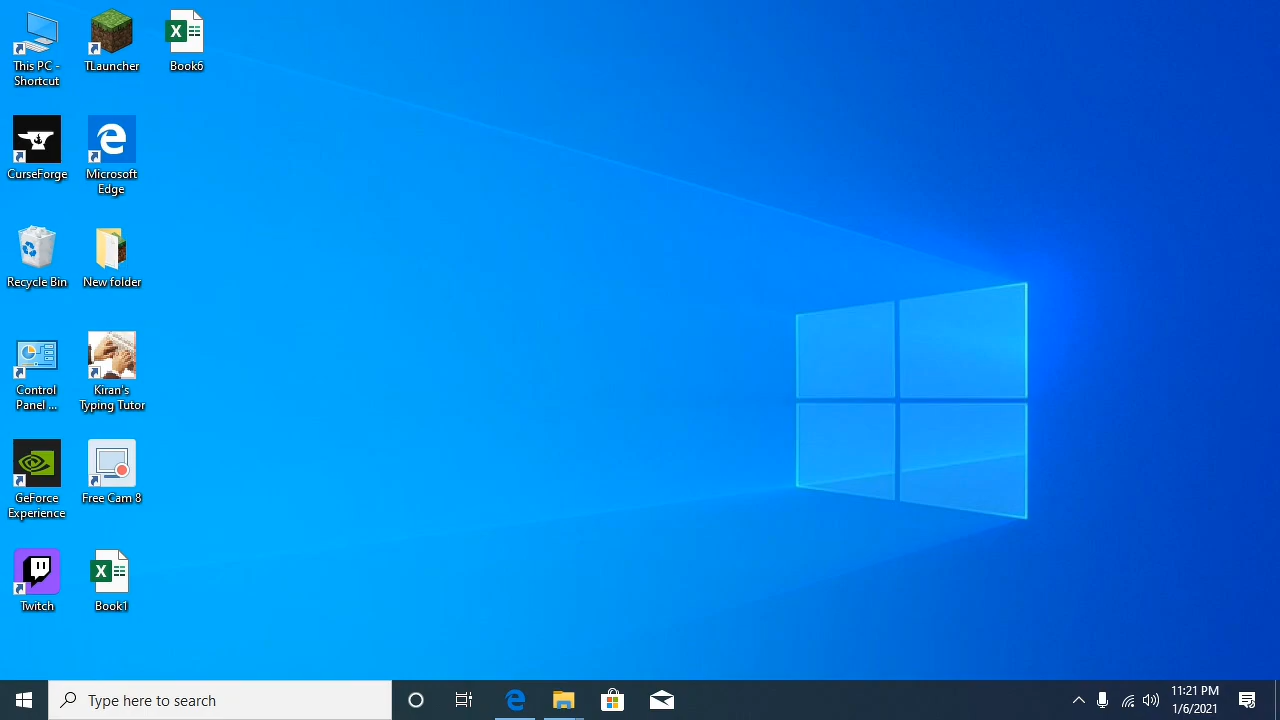 This PC -
Shortcut
TLauncher
Book6
CurseForge
Microsoft
Edge
Recycle Bin
New folder
Control
Panel ...
Kiran's
Typing Tutor
GeForce
Experience
Free Cam 8
Twitch
Book1
Type here to search
11:21 PM
1/6/2021